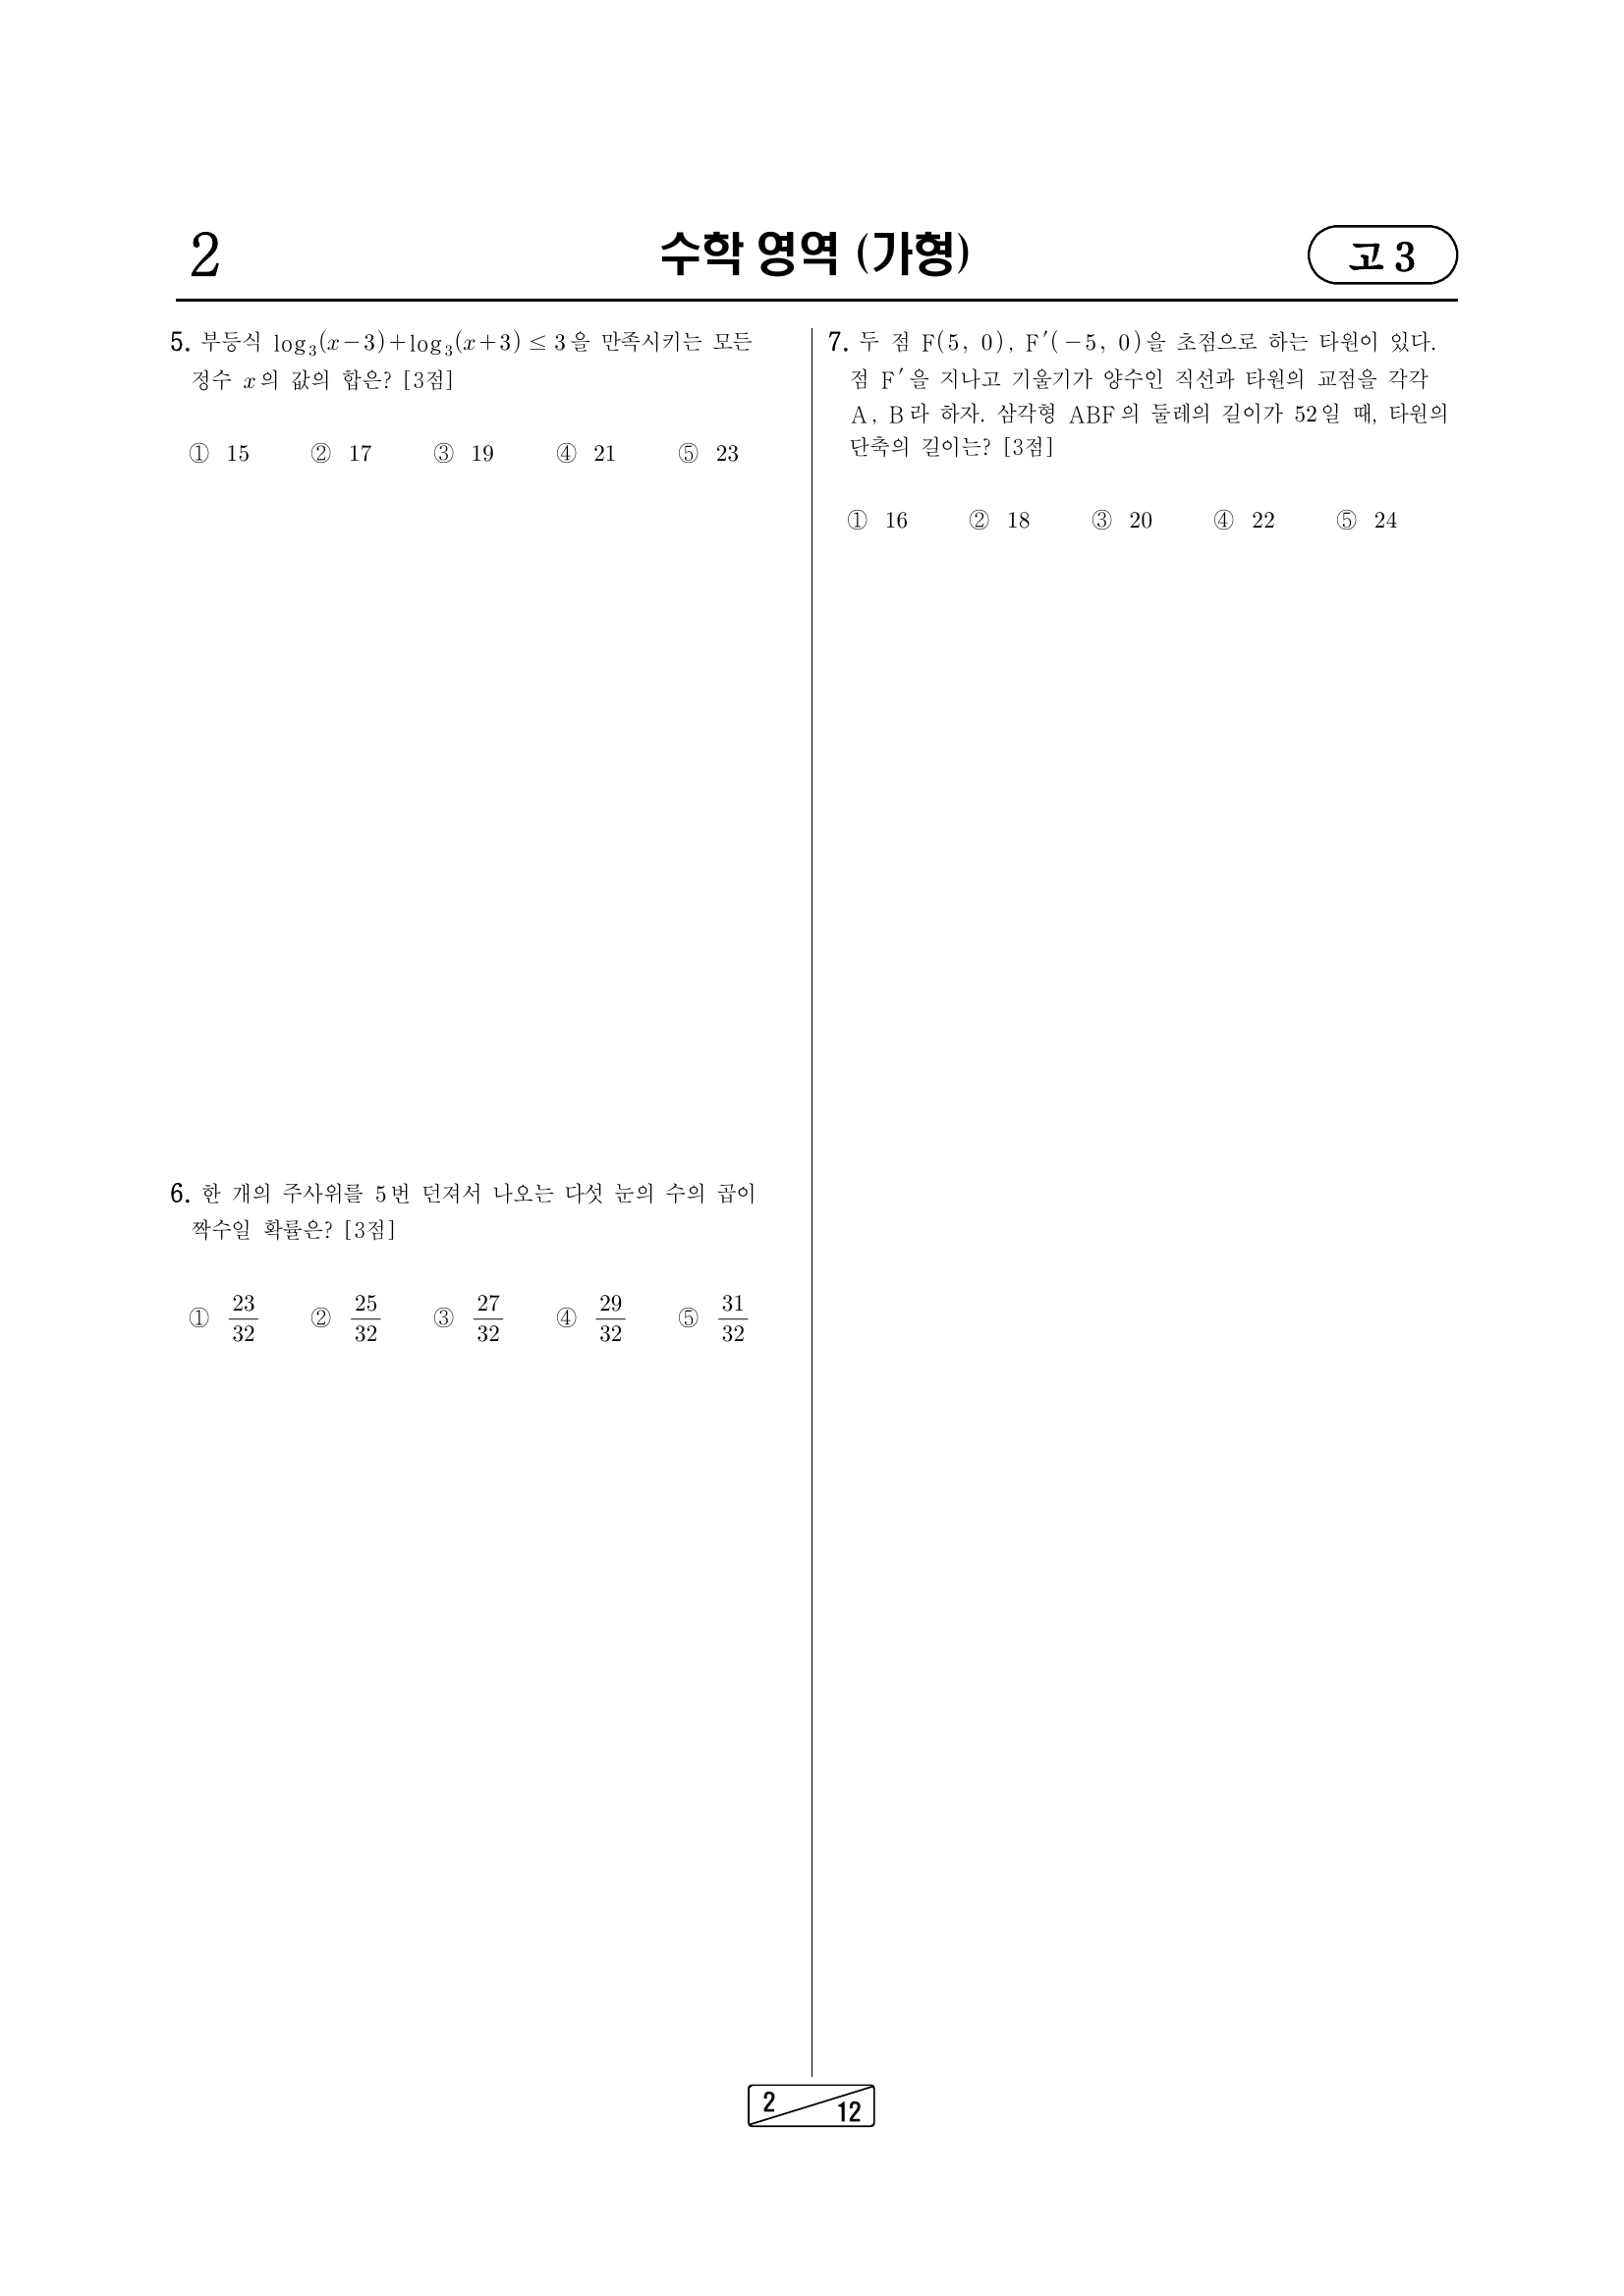 2
수학 영역 (가형)
고 3
5. 부등식 log₃(x−3)+log₃(x+3) ≤ 3을 만족시키는 모든
정수 x의 값의 합은? [3점]
① 15 ② 17 ③ 19 ④ 21 ⑤ 23
6. 한 개의 주사위를 5번 던져서 나오는 다섯 눈의 수의 곱이
짝수일 확률은? [3점]
① 23/32 ② 25/32 ③ 27/32 ④ 29/32 ⑤ 31/32
7. 두 점 F(5, 0), F′(−5, 0)을 초점으로 하는 타원이 있다.
점 F′을 지나고 기울기가 양수인 직선과 타원의 교점을 각각
A, B라 하자. 삼각형 ABF의 둘레의 길이가 52일 때, 타원의
단축의 길이는? [3점]
① 16 ② 18 ③ 20 ④ 22 ⑤ 24
2
12